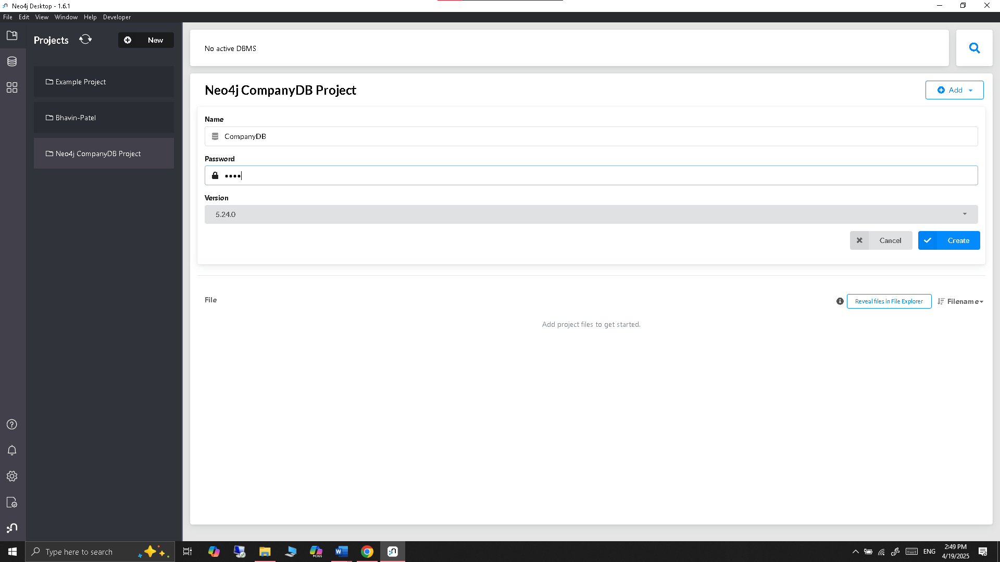 Neo4j Desktop - 1.6.1
File Edit View Window Help Developer
Projects
New
Example Project
Bhavin-Patel
Neo4j CompanyDB Project
No active DBMS
Neo4j CompanyDB Project
Add
Name
CompanyDB
Password
••••
Version
5.24.0
Cancel
Create
File
Reveal files in File Explorer
Filename
Add project files to get started.
Type here to search
M365
ENG
2:49 PM
4/19/2025